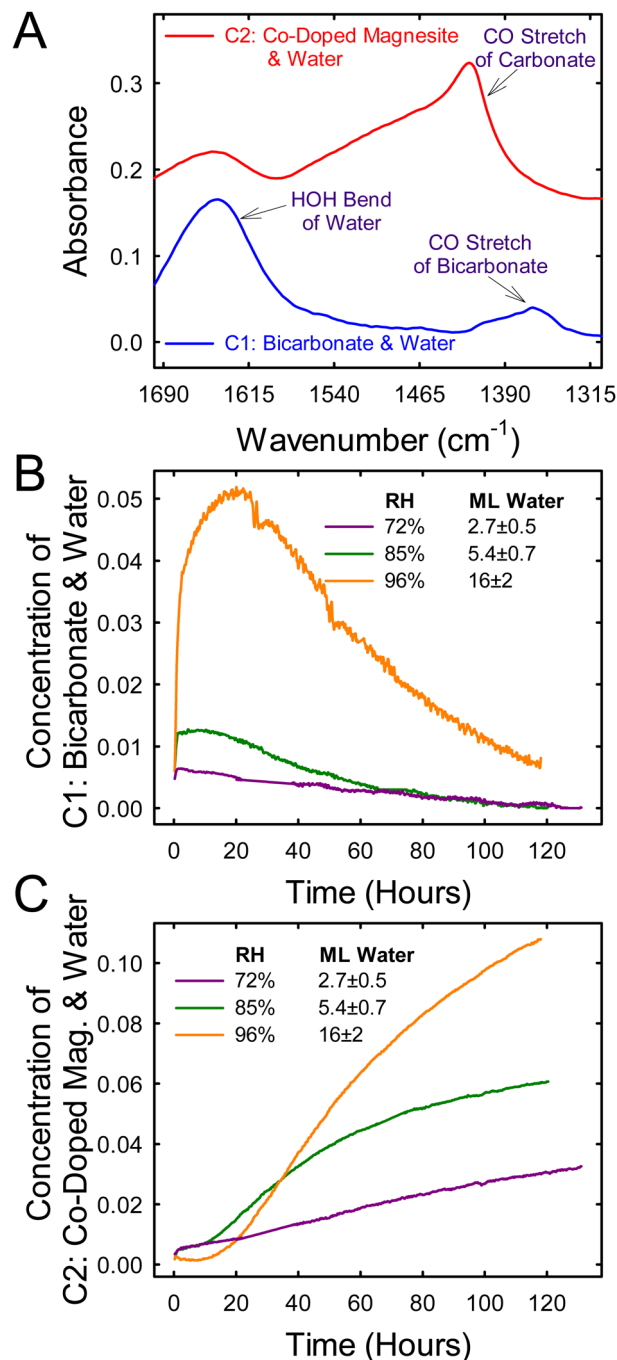 A
C2: Co-Doped Magnesite
& Water
CO Stretch
of Carbonate
HOH Bend
of Water
CO Stretch
of Bicarbonate
C1: Bicarbonate & Water
Absorbance
0.3
0.2
0.1
0.0
1690 1615 1540 1465 1390 1315
Wavenumber (cm⁻¹)
B
Concentration of
C1: Bicarbonate & Water
0.05
0.04
0.03
0.02
0.01
0.00
RH ML Water
72% 2.7±0.5
85% 5.4±0.7
96% 16±2
0 20 40 60 80 100 120
Time (Hours)
C
Concentration of
C2: Co-Doped Mag. & Water
0.10
0.08
0.06
0.04
0.02
0.00
RH ML Water
72% 2.7±0.5
85% 5.4±0.7
96% 16±2
0 20 40 60 80 100 120
Time (Hours)